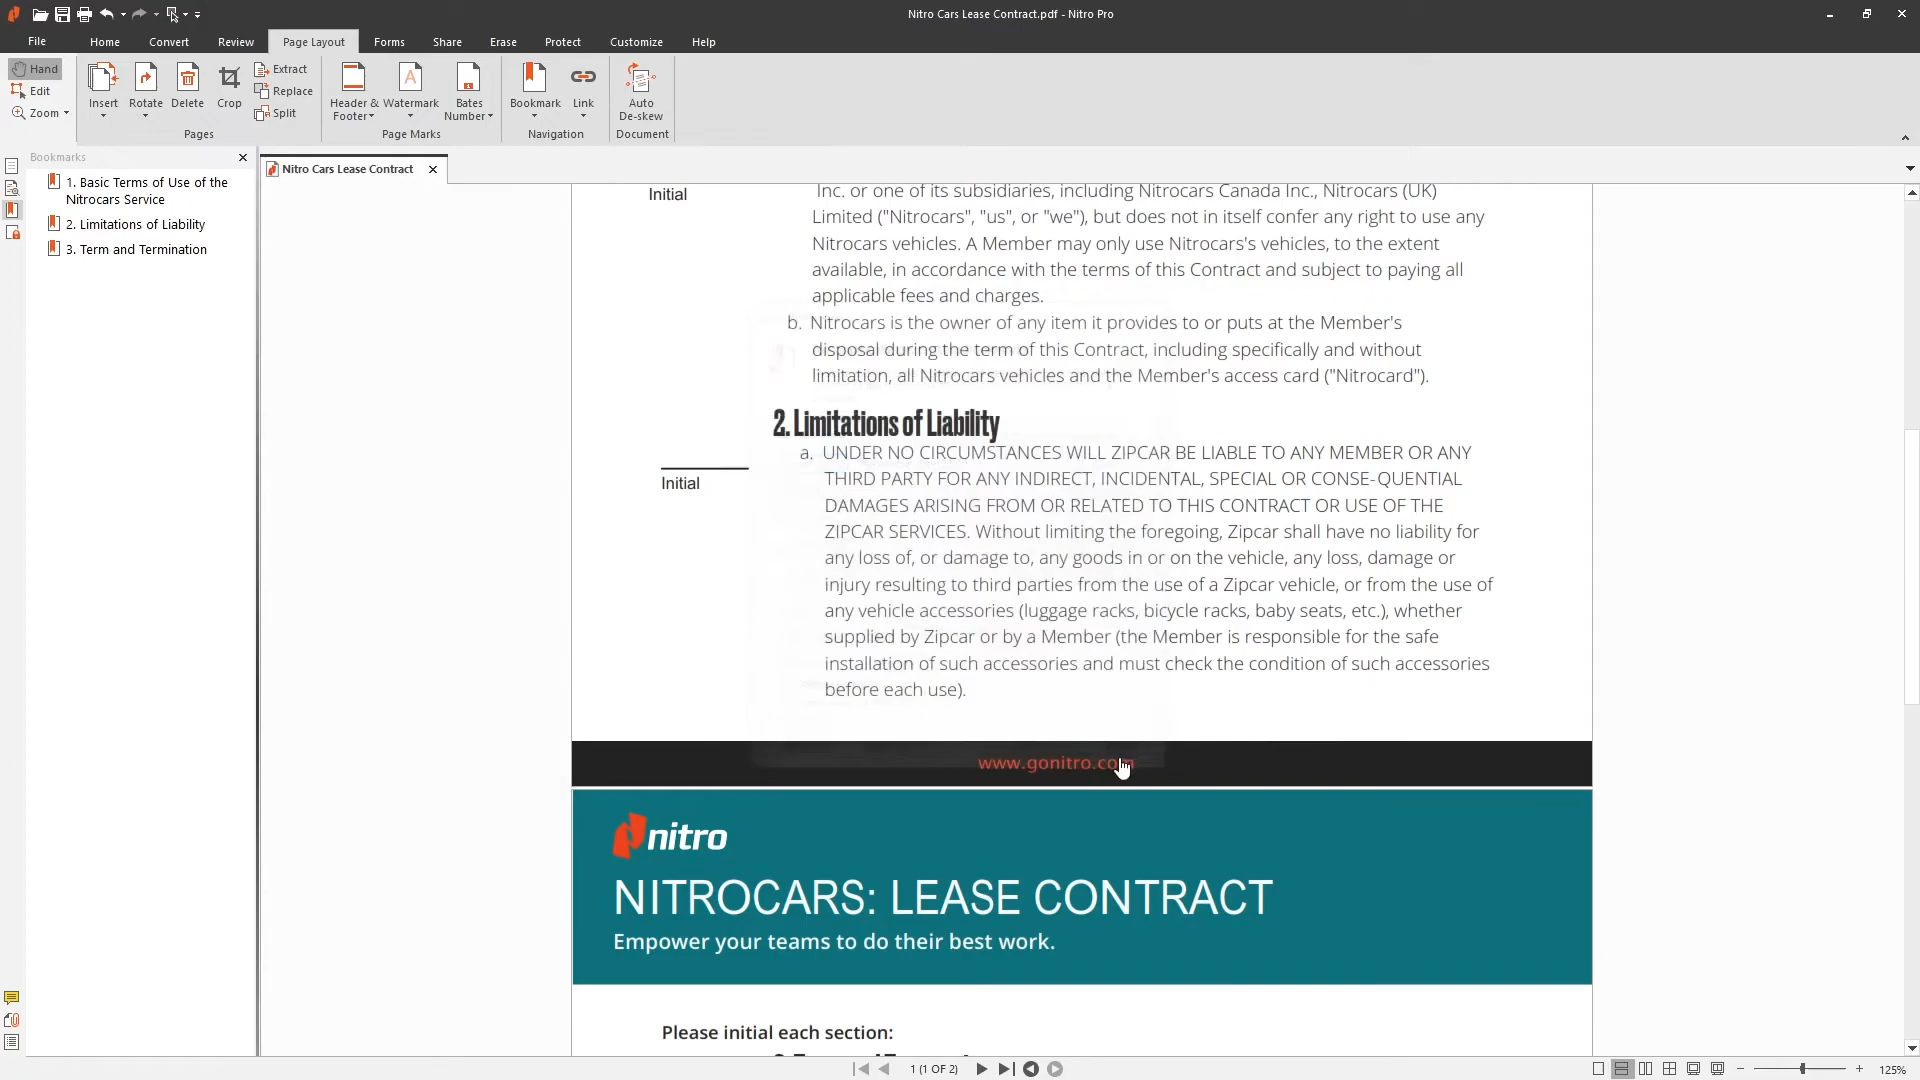 Nitro Cars Lease Contract.pdf - Nitro Pro
File Home Convert Review Page Layout Forms Share Erase Protect Customize Help
Hand
Edit
Zoom
Insert
Rotate
Delete
Crop
Extract
Replace
Split
Pages
Header & Footer
Watermark
Bates Number
Page Marks
Bookmark
Link
Navigation
Auto De-skew
Document
Bookmarks
1. Basic Terms of Use of the
Nitrocars Service
2. Limitations of Liability
3. Term and Termination
Nitro Cars Lease Contract
Initial
Inc. or one of its subsidiaries, including Nitrocars Canada Inc., Nitrocars (UK)
Limited ("Nitrocars", "us", or "we"), but does not in itself confer any right to use any
Nitrocars vehicles. A Member may only use Nitrocars's vehicles, to the extent
available, in accordance with the terms of this Contract and subject to paying all
applicable fees and charges.
b. Nitrocars is the owner of any item it provides to or puts at the Member's
disposal during the term of this Contract, including specifically and without
limitation, all Nitrocars vehicles and the Member's access card ("Nitrocard").
2. Limitations of Liability
Initial
a. UNDER NO CIRCUMSTANCES WILL ZIPCAR BE LIABLE TO ANY MEMBER OR ANY
THIRD PARTY FOR ANY INDIRECT, INCIDENTAL, SPECIAL OR CONSE-QUENTIAL
DAMAGES ARISING FROM OR RELATED TO THIS CONTRACT OR USE OF THE
ZIPCAR SERVICES. Without limiting the foregoing, Zipcar shall have no liability for
any loss of, or damage to, any goods in or on the vehicle, any loss, damage or
injury resulting to third parties from the use of a Zipcar vehicle, or from the use of
any vehicle accessories (luggage racks, bicycle racks, baby seats, etc.), whether
supplied by Zipcar or by a Member (the Member is responsible for the safe
installation of such accessories and must check the condition of such accessories
before each use).
www.gonitro.com
nitro
NITROCARS: LEASE CONTRACT
Empower your teams to do their best work.
Please initial each section:
1 (1 OF 2)
125%